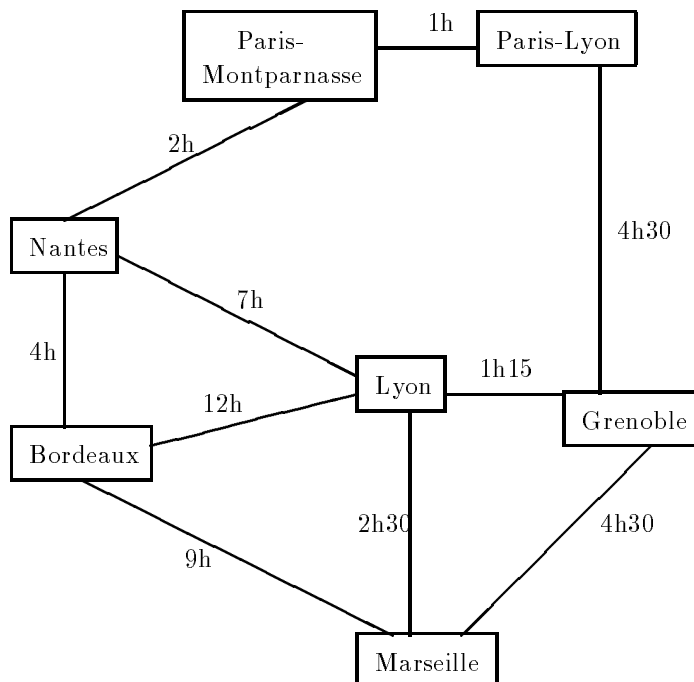 1h
Paris-
Montparnasse
Paris-Lyon
2h
Nantes
4h30
7h
4h
Lyon
1h15
12h
Grenoble
Bordeaux
2h30
4h30
9h
Marseille